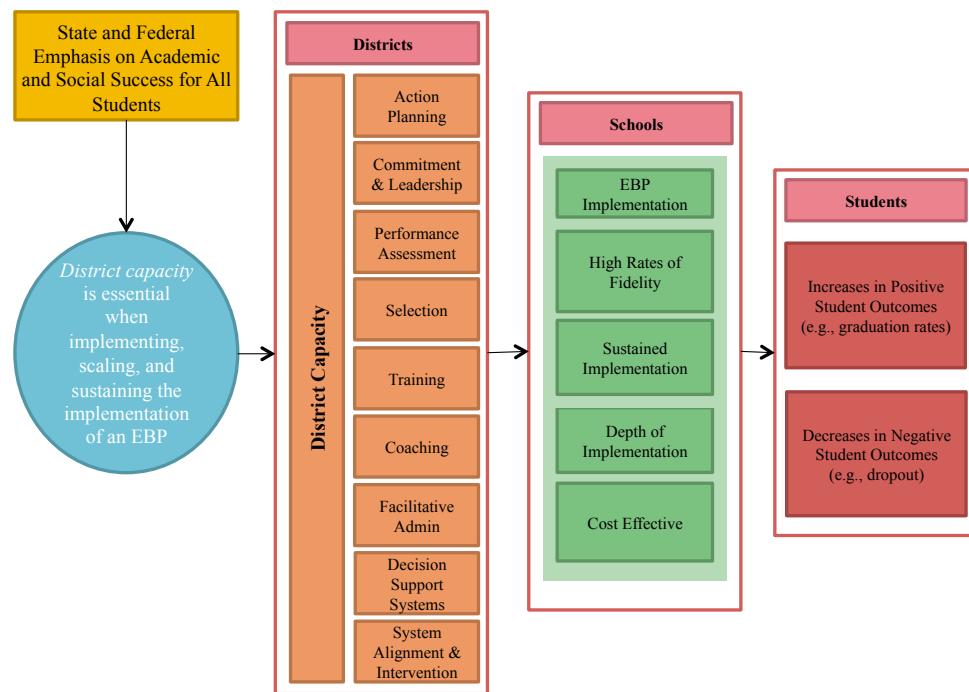 State and Federal
Emphasis on Academic
and Social Success for All
Students
District capacity
is essential
when
implementing,
scaling, and
sustaining the
implementation
of an EBP
Districts
District Capacity
Action
Planning
Commitment
& Leadership
Performance
Assessment
Selection
Training
Coaching
Facilitative
Admin
Decision
Support
Systems
System
Alignment &
Intervention
Schools
EBP
Implementation
High Rates of
Fidelity
Sustained
Implementation
Depth of
Implementation
Cost Effective
Students
Increases in Positive
Student Outcomes
(e.g., graduation rates)
Decreases in Negative
Student Outcomes
(e.g., dropout)